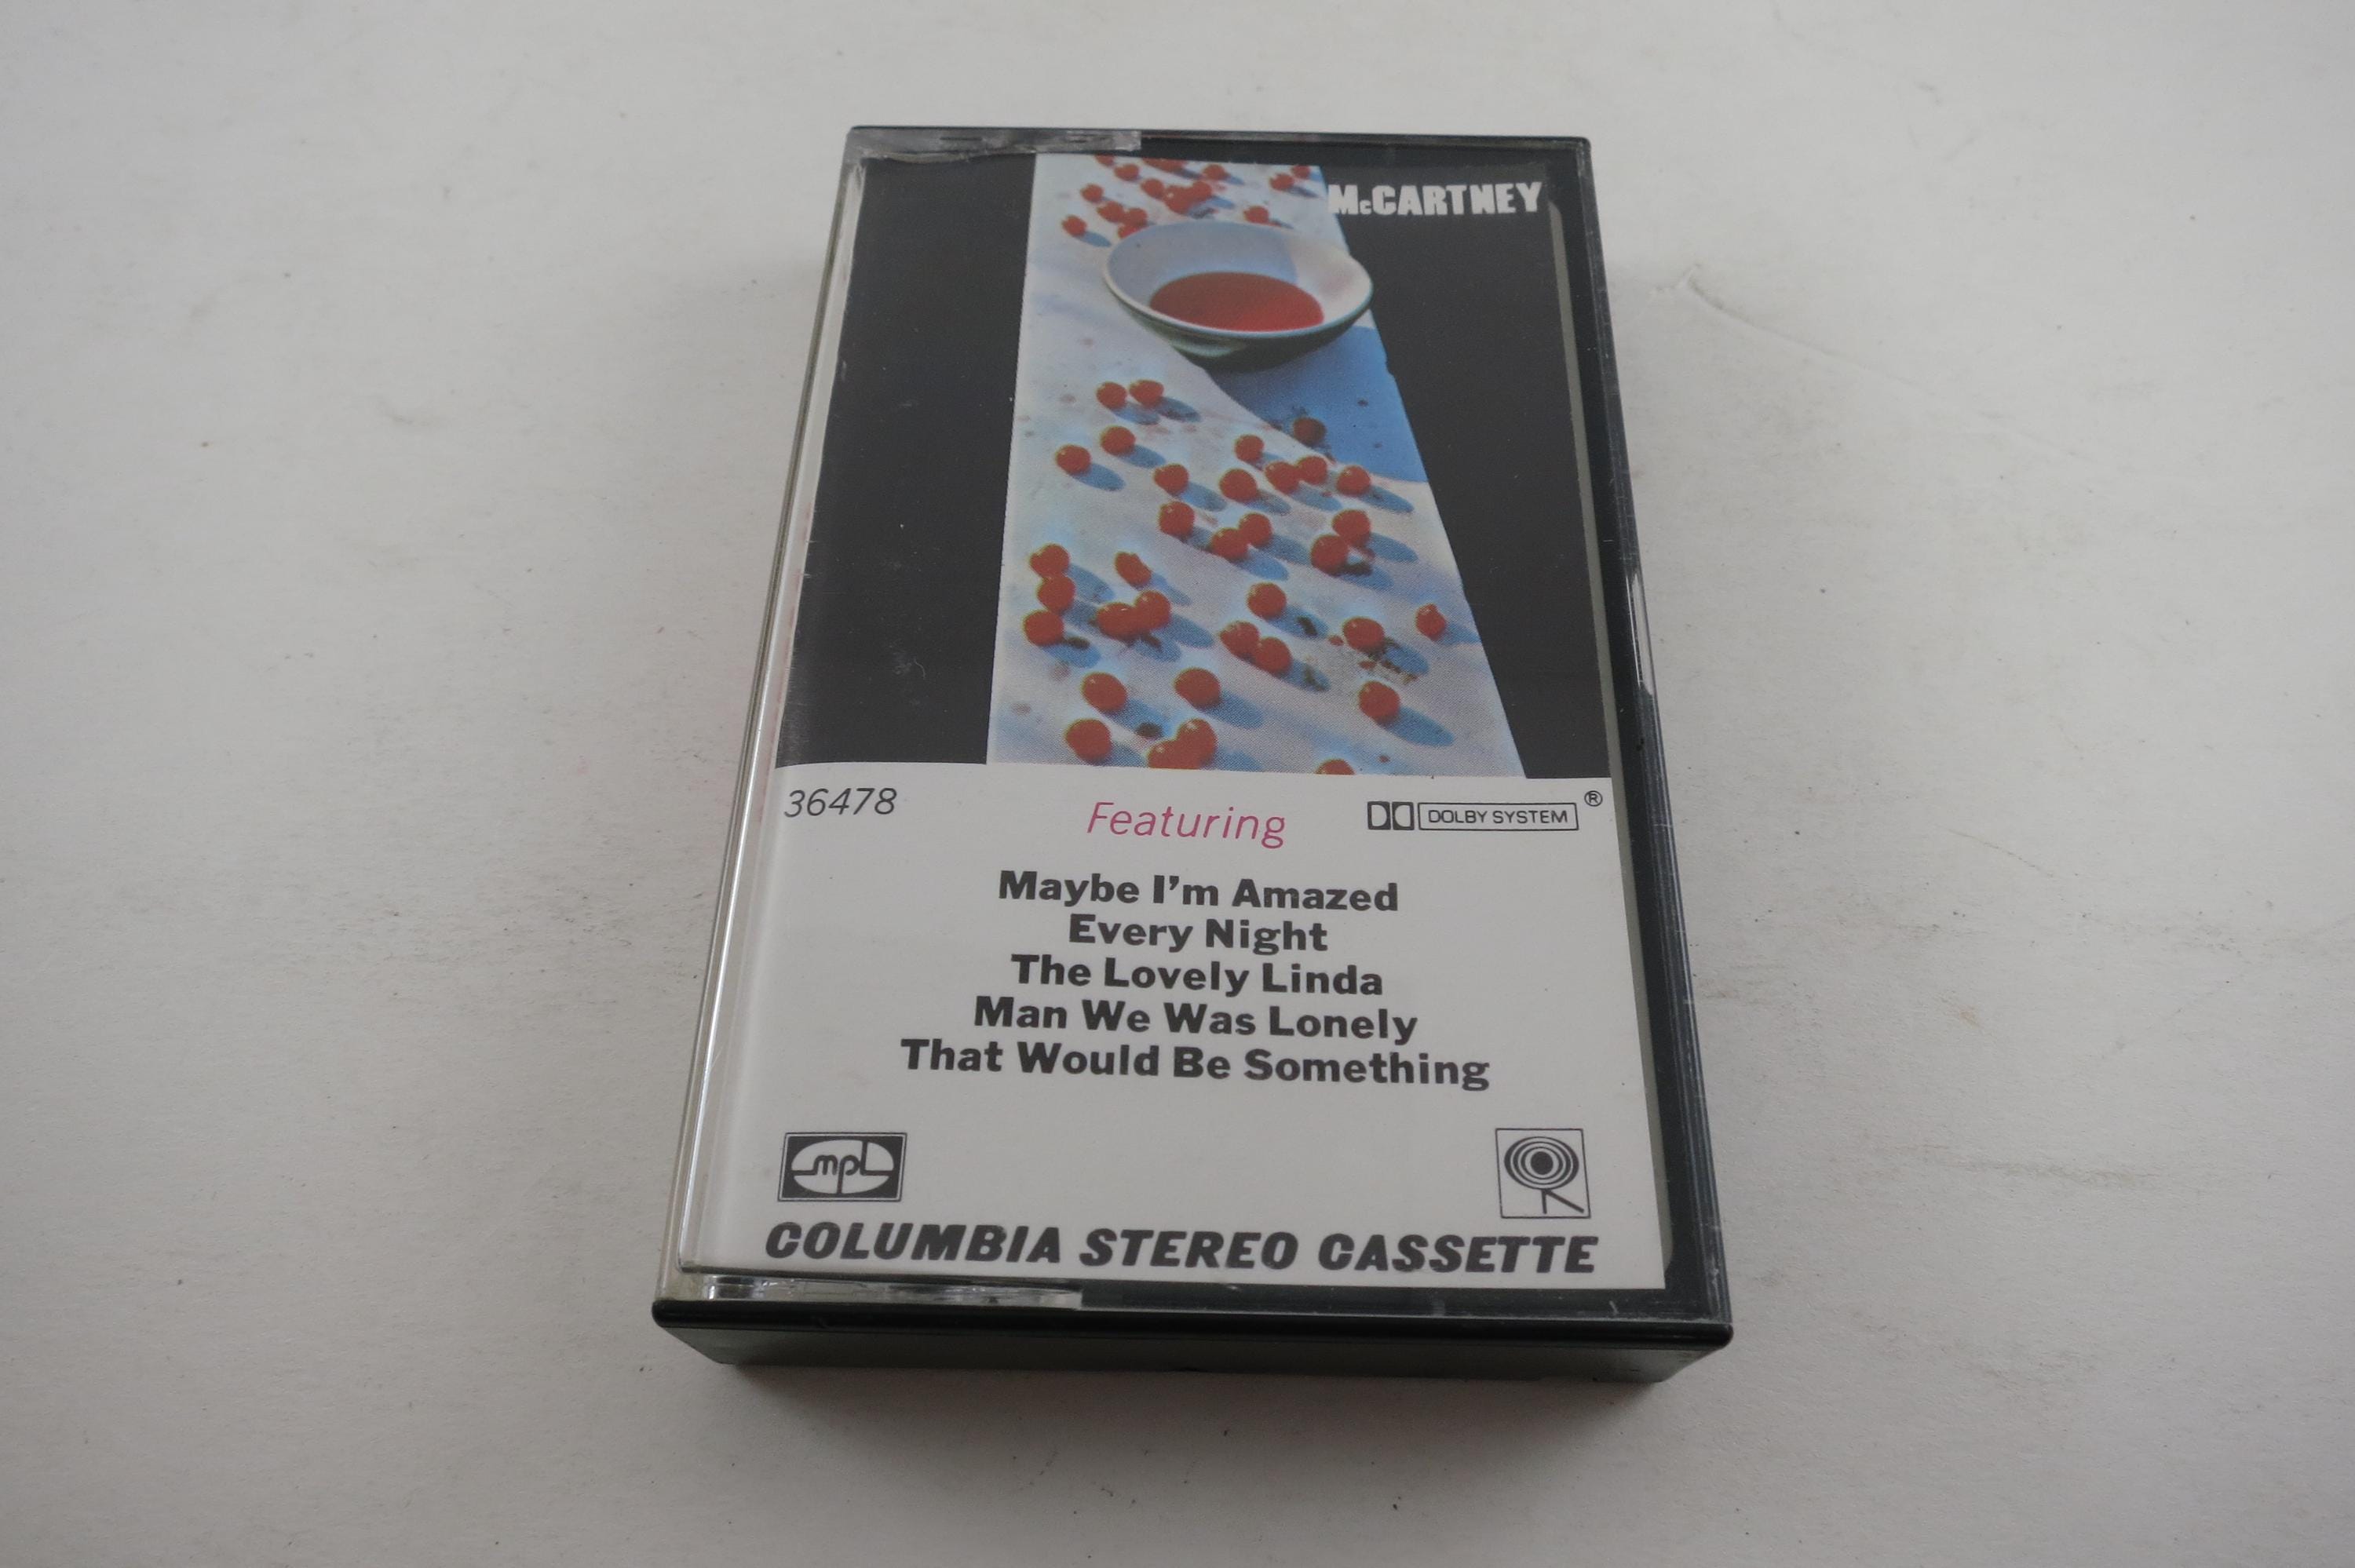 McCARTNEY
36478
Featuring
DOLBY SYSTEM ®
Maybe I'm Amazed
Every Night
The Lovely Linda
Man We Was Lonely
That Would Be Something
mpl
COLUMBIA STEREO CASSETTE